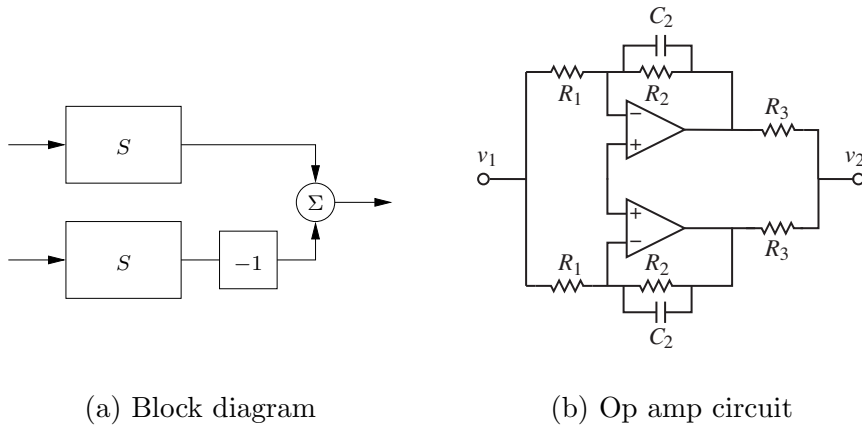 S
S
−1
Σ
(a) Block diagram
C₂
R₁
R₂
R₃
−
+
v₁
v₂
+
−
R₃
R₁
R₂
C₂
(b) Op amp circuit